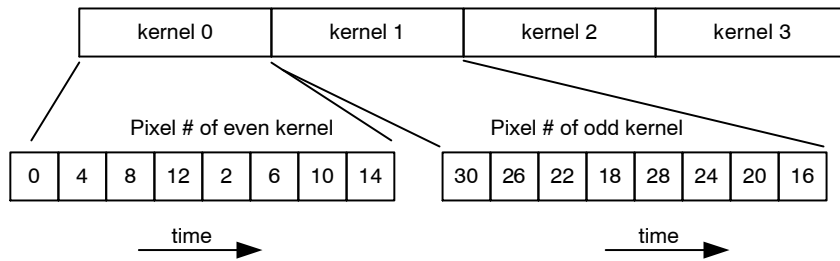 kernel 0 kernel 1 kernel 2 kernel 3
Pixel # of even kernel Pixel # of odd kernel
0 4 8 12 2 6 10 14 30 26 22 18 28 24 20 16
time time